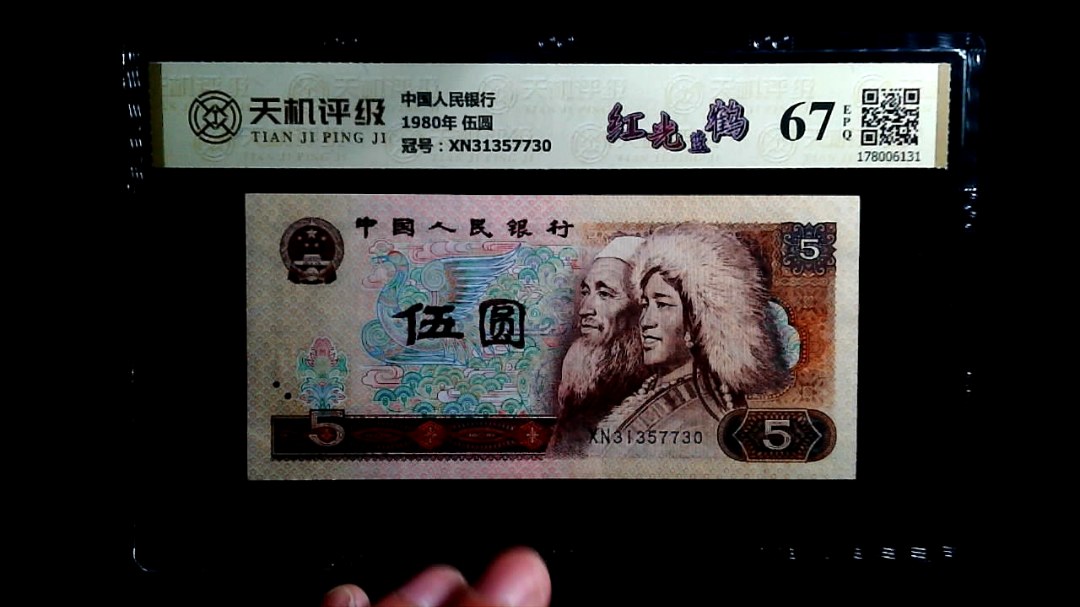 天机评级
TIAN JI PING JI
中国人民银行
1980年 伍圆
冠号：XN31357730
红光蓝鹤
67
EPQ
178006131
中国人民银行
5
伍圆
5
XN31357730
5